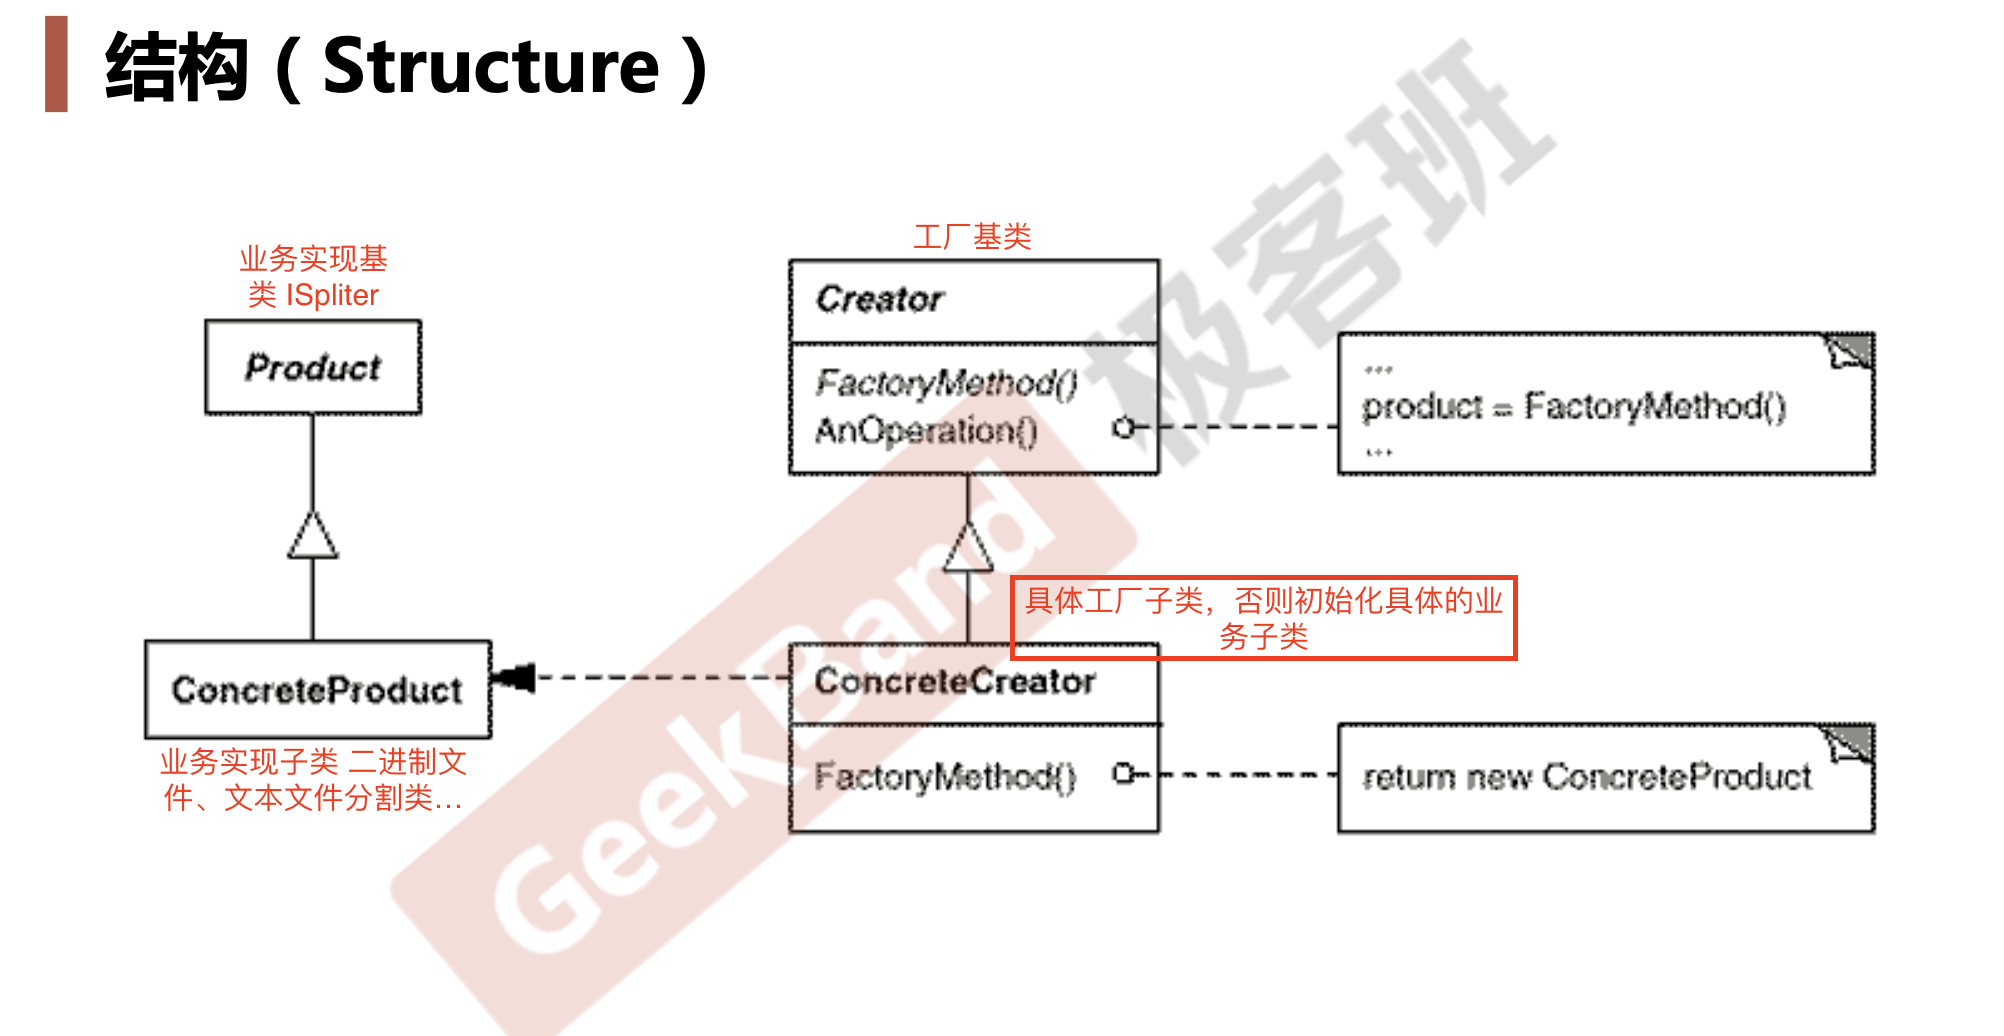 结构（Structure）
业务实现基
类 ISpliter
Product
工厂基类
Creator
FactoryMethod()
AnOperation()
...
product = FactoryMethod()
...
具体工厂子类，否则初始化具体的业
务子类
ConcreteProduct
业务实现子类 二进制文
件、文本文件分割类...
ConcreteCreator
FactoryMethod()
return new ConcreteProduct
GeekBand 极客班